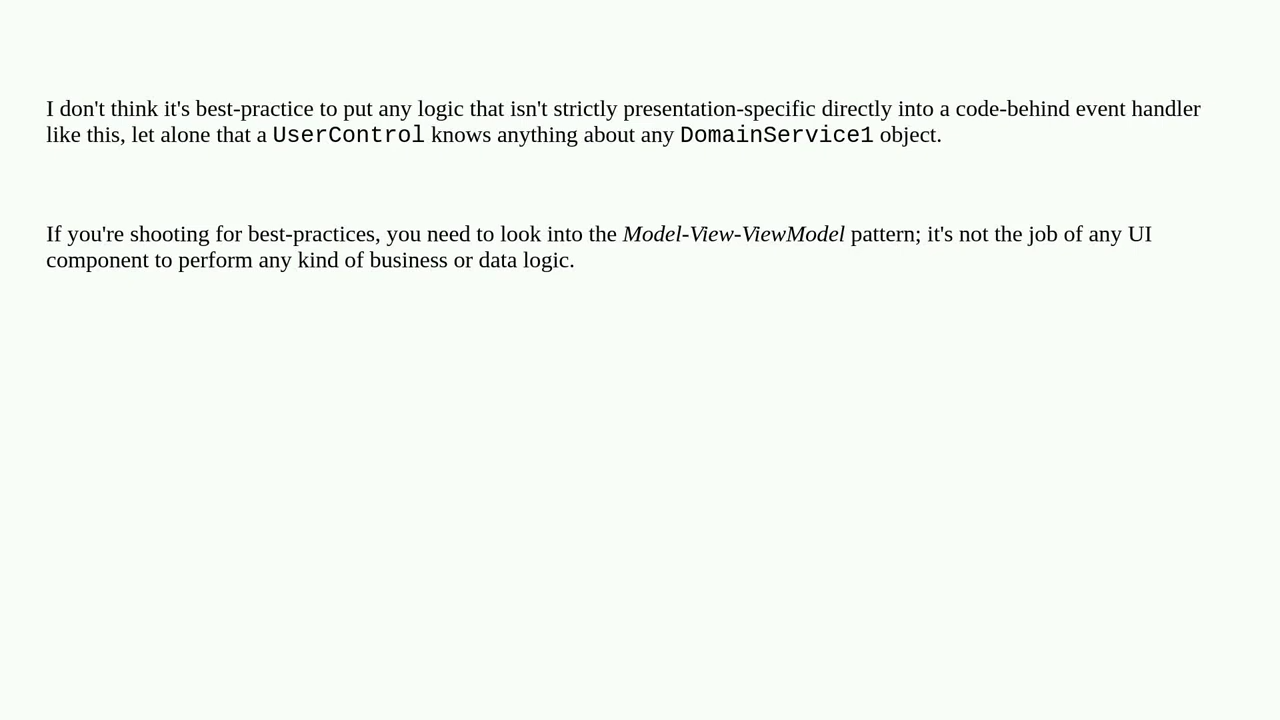 I don't think it's best-practice to put any logic that isn't strictly presentation-specific directly into a code-behind event handler
like this, let alone that a UserControl knows anything about any DomainService1 object.
If you're shooting for best-practices, you need to look into the Model-View-ViewModel pattern; it's not the job of any UI
component to perform any kind of business or data logic.